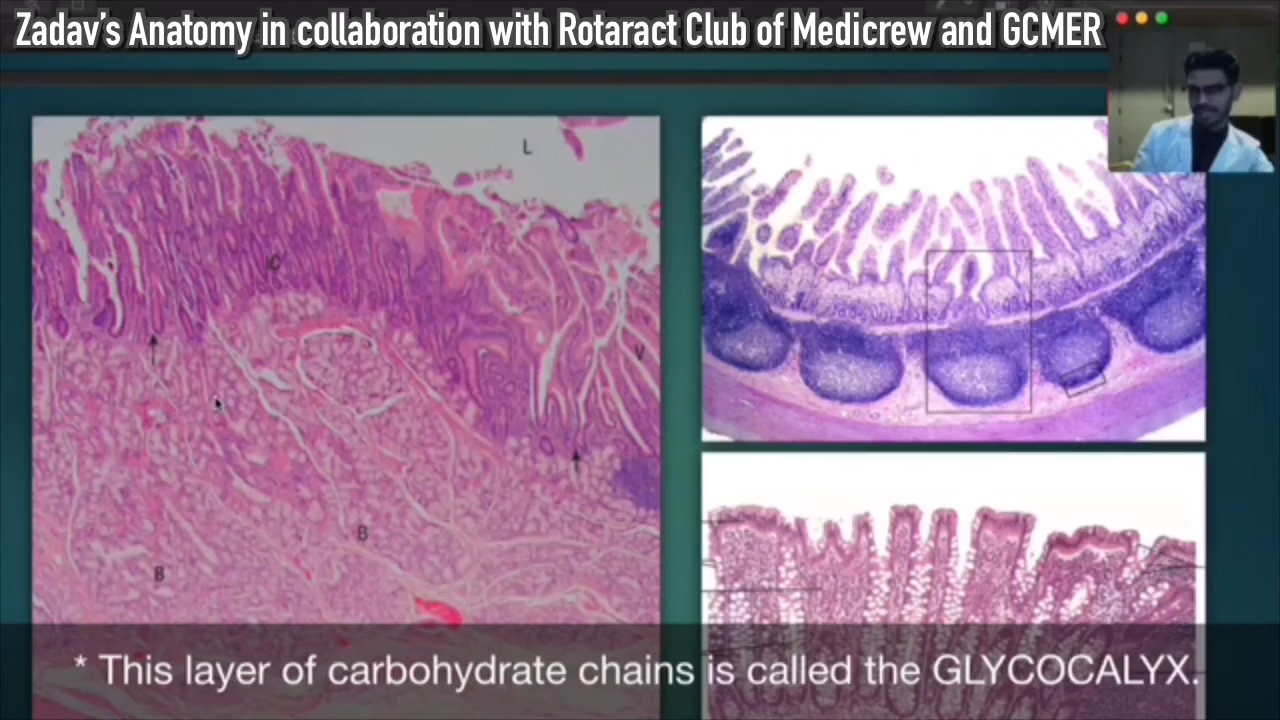 Zadav's Anatomy in collaboration with Rotaract Club of Medicrew and GCMER
L
C
V
B
B
* This layer of carbohydrate chains is called the GLYCOCALYX.